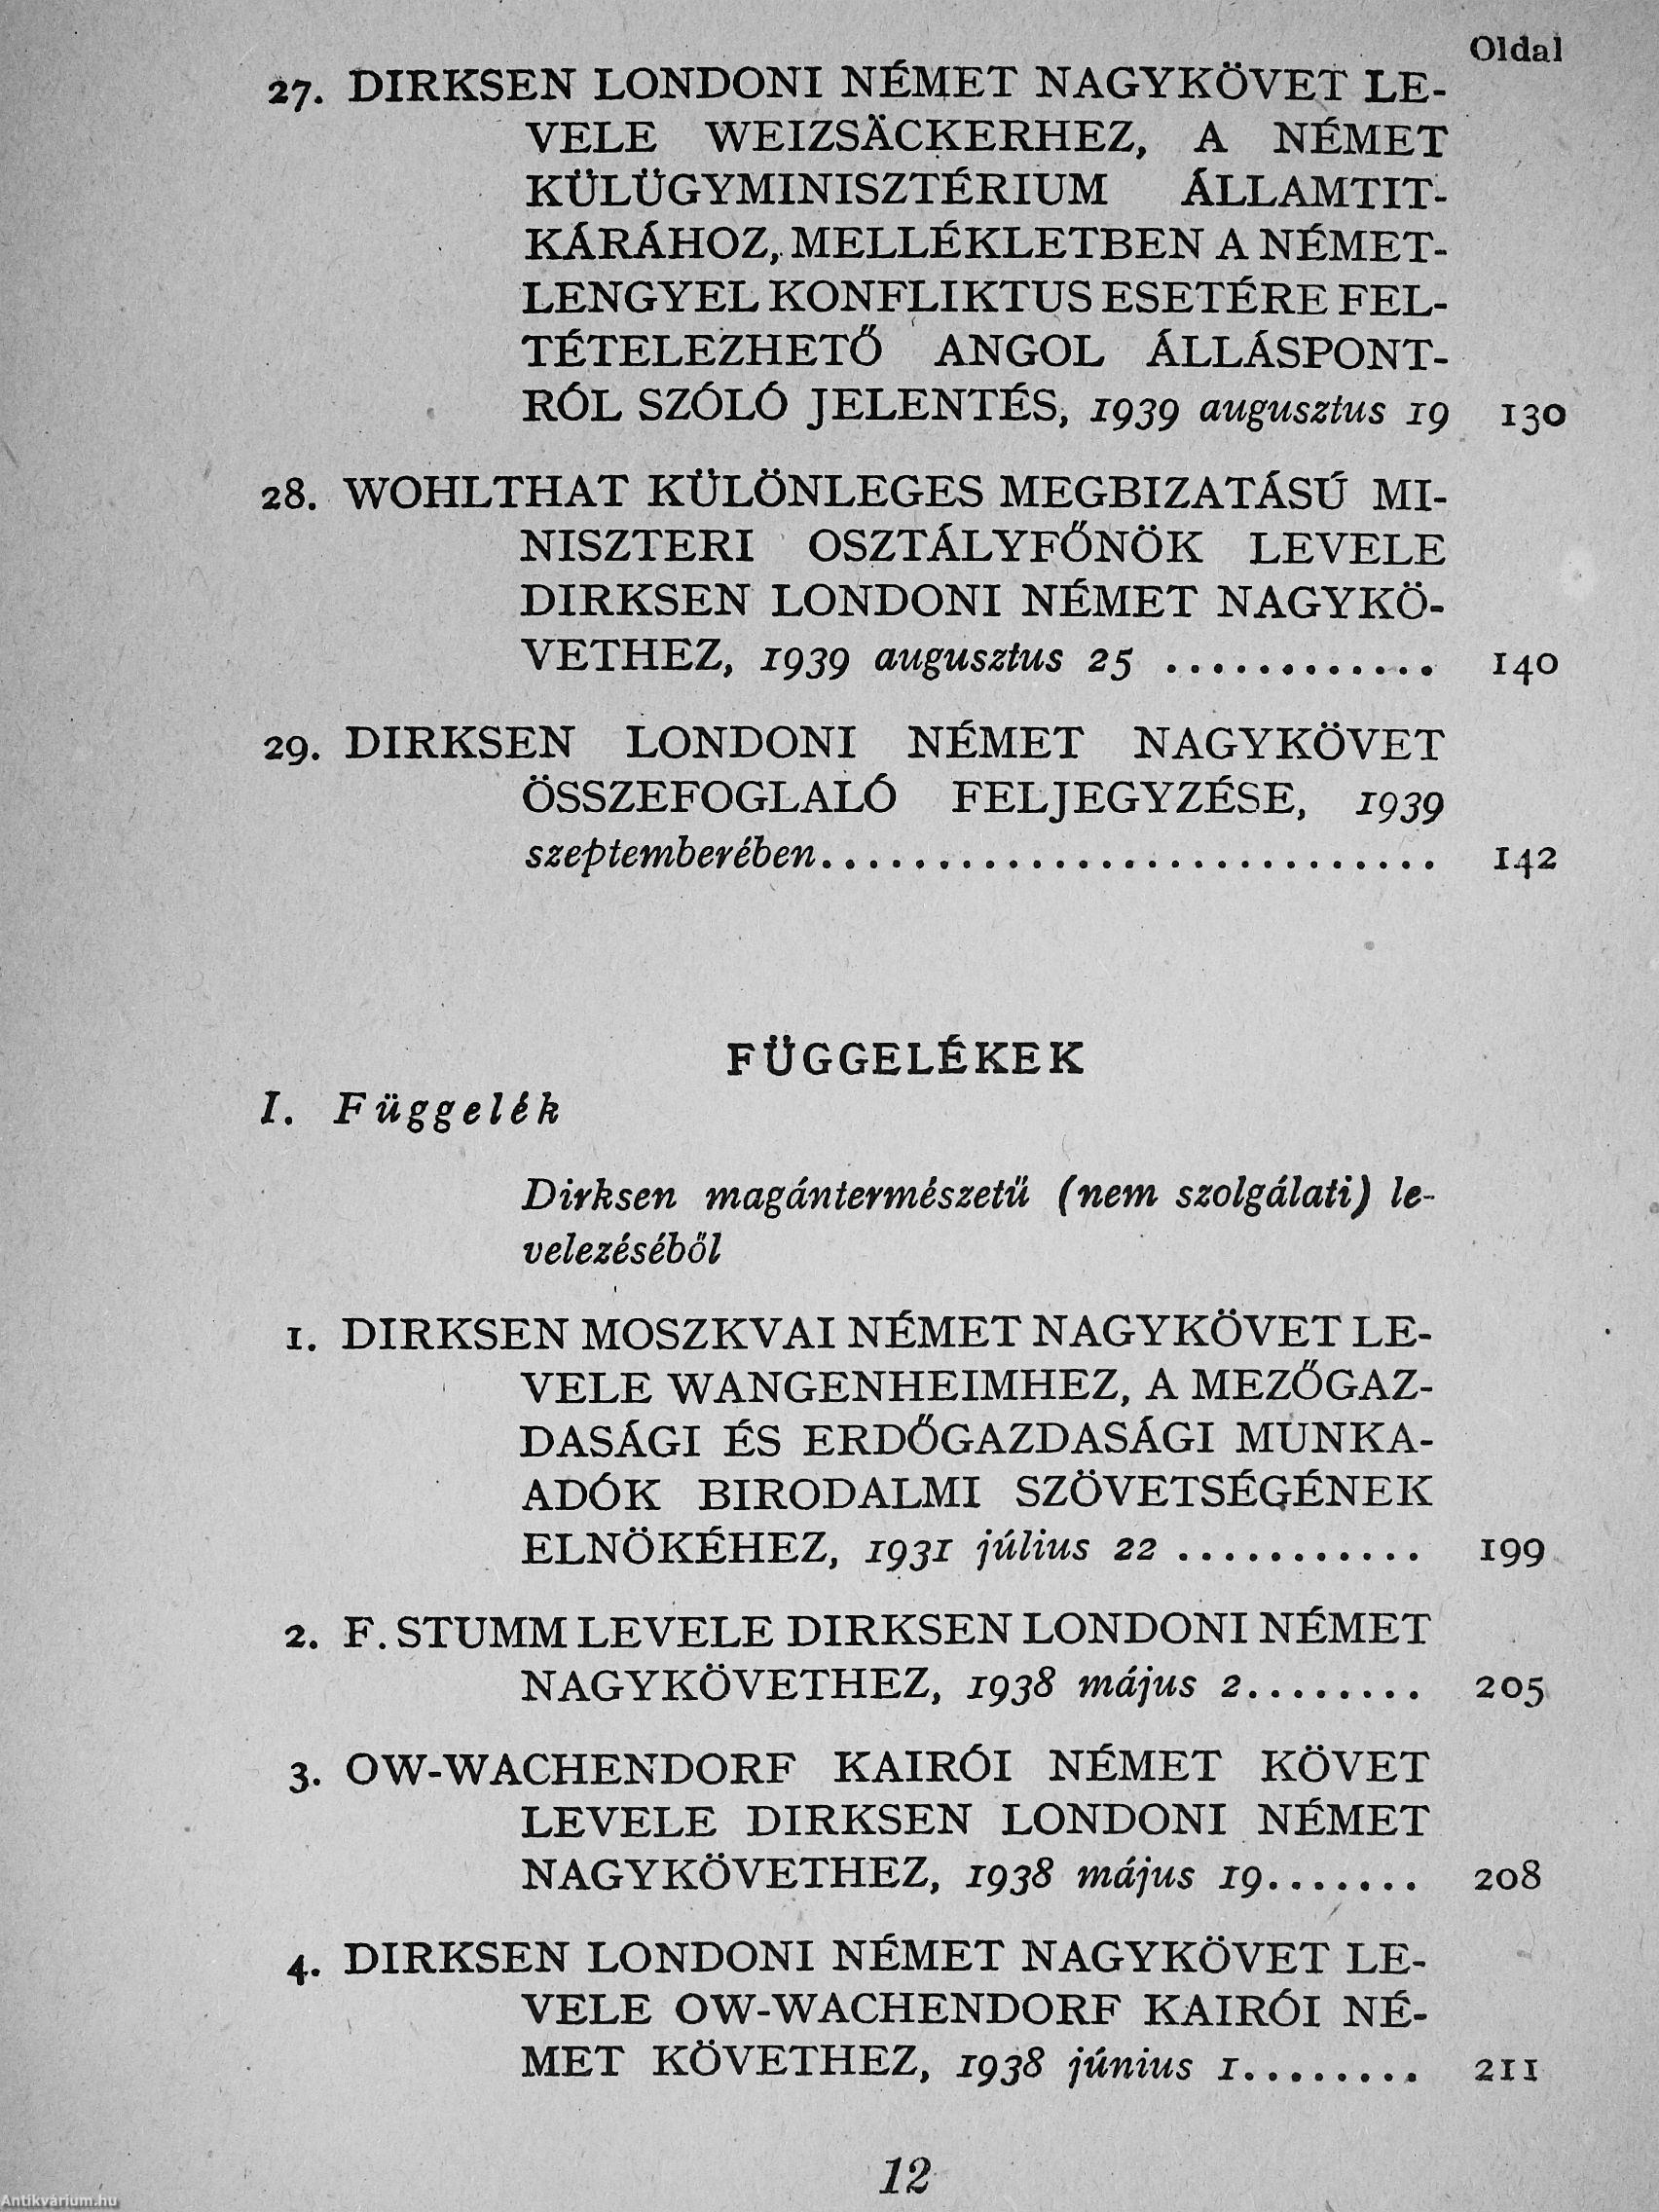 Oldal
27. DIRKSEN LONDONI NÉMET NAGYKÖVET LE-
VELE WEIZSÄCKERHEZ, A NÉMET
KÜLÜGYMINISZTÉRIUM ÁLLAMTIT-
KÁRÁHOZ, MELLÉKLETBEN A NÉMET-
LENGYEL KONFLIKTUS ESETÉRE FEL-
TÉTELEZHETŐ ANGOL ÁLLÁSPONT-
RÓL SZÓLÓ JELENTÉS, 1939 augusztus 19 130
28. WOHLTHAT KÜLÖNLEGES MEGBIZATÁSÚ MI-
NISZTERI OSZTÁLYFŐNÖK LEVELE
DIRKSEN LONDONI NÉMET NAGYKÖ-
VETHEZ, 1939 augusztus 25 ............ 140
29. DIRKSEN LONDONI NÉMET NAGYKÖVET
ÖSSZEFOGLALÓ FELJEGYZÉSE, 1939
szeptemberében........................... 142
FÜGGELÉKEK
I. Függelék
Dirksen magántermészetű (nem szolgálati) le-
velezéséből
1. DIRKSEN MOSZKVAI NÉMET NAGYKÖVET LE-
VELE WANGENHEIMHEZ, A MEZŐGAZ-
DASÁGI ÉS ERDŐGAZDASÁGI MUNKA-
ADÓK BIRODALMI SZÖVETSÉGÉNEK
ELNÖKÉHEZ, 1931 július 22 ........... 199
2. F. STUMM LEVELE DIRKSEN LONDONI NÉMET
NAGYKÖVETHEZ, 1938 május 2........ 205
3. OW-WACHENDORF KAIRÓI NÉMET KÖVET
LEVELE DIRKSEN LONDONI NÉMET
NAGYKÖVETHEZ, 1938 május 19....... 208
4. DIRKSEN LONDONI NÉMET NAGYKÖVET LE-
VELE OW-WACHENDORF KAIRÓI NÉ-
MET KÖVETHEZ, 1938 június 1........ 211
12
Antikvárium.hu